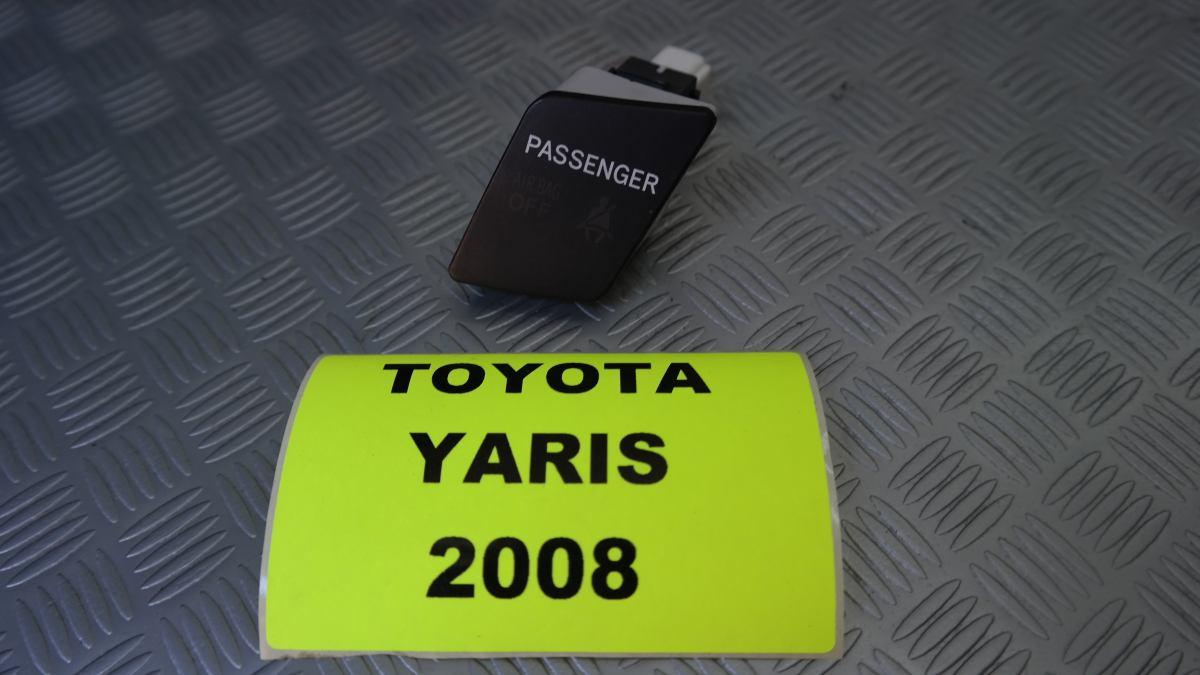 PASSENGER
AIR BAG
OFF
TOYOTA
YARIS
2008